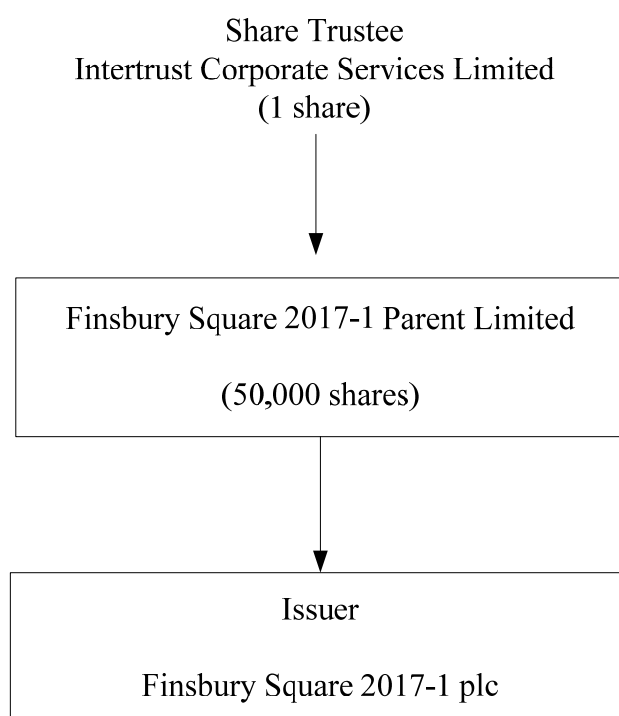 Share Trustee
Intertrust Corporate Services Limited
(1 share)
Finsbury Square 2017-1 Parent Limited
(50,000 shares)
Issuer
Finsbury Square 2017-1 plc